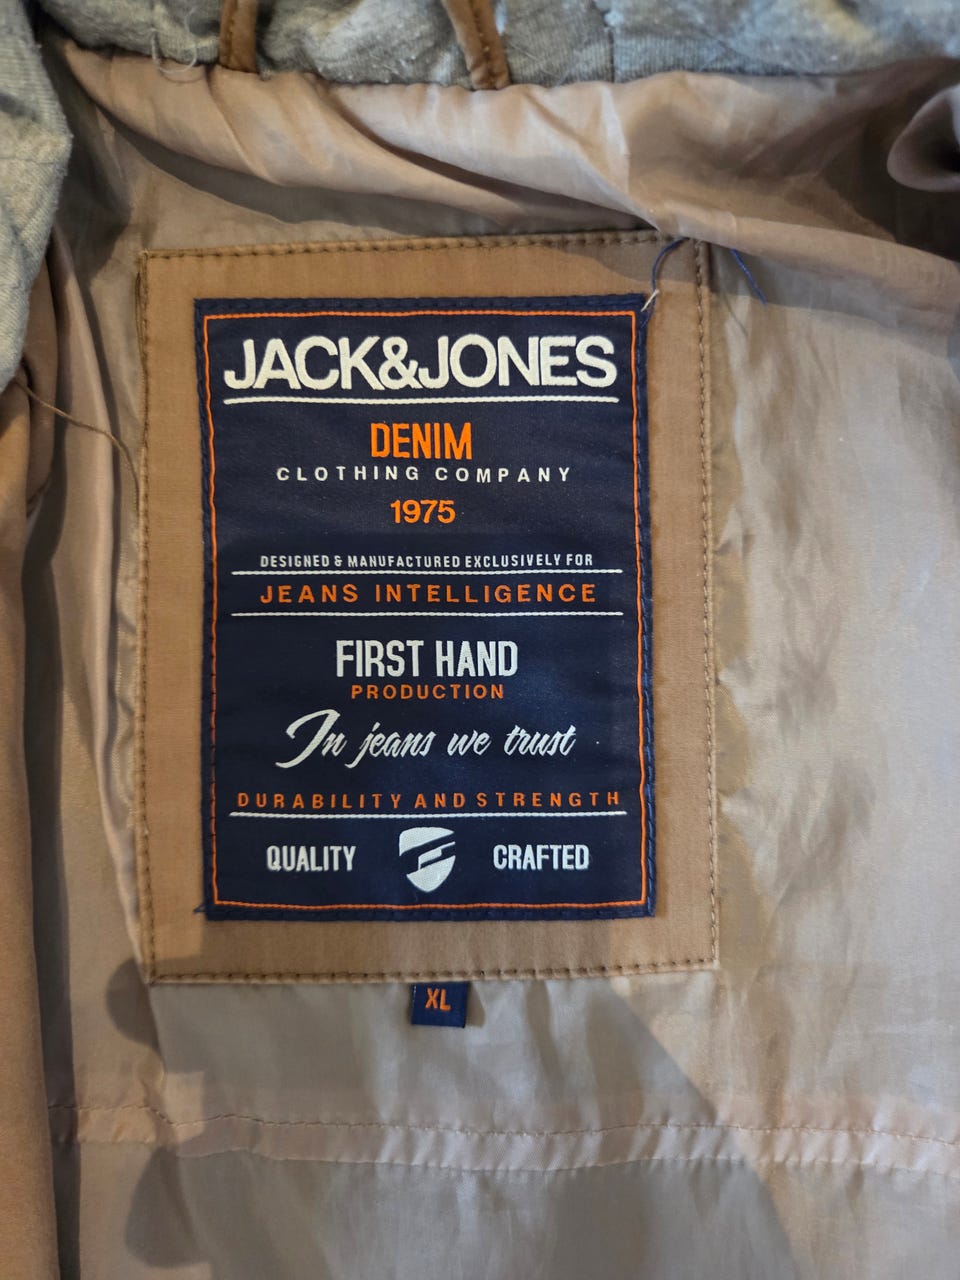 JACK&JONES
DENIM
CLOTHING COMPANY
1975
DESIGNED & MANUFACTURED EXCLUSIVELY FOR
JEANS INTELLIGENCE
FIRST HAND
PRODUCTION
In jeans we trust
DURABILITY AND STRENGTH
QUALITY CRAFTED
XL